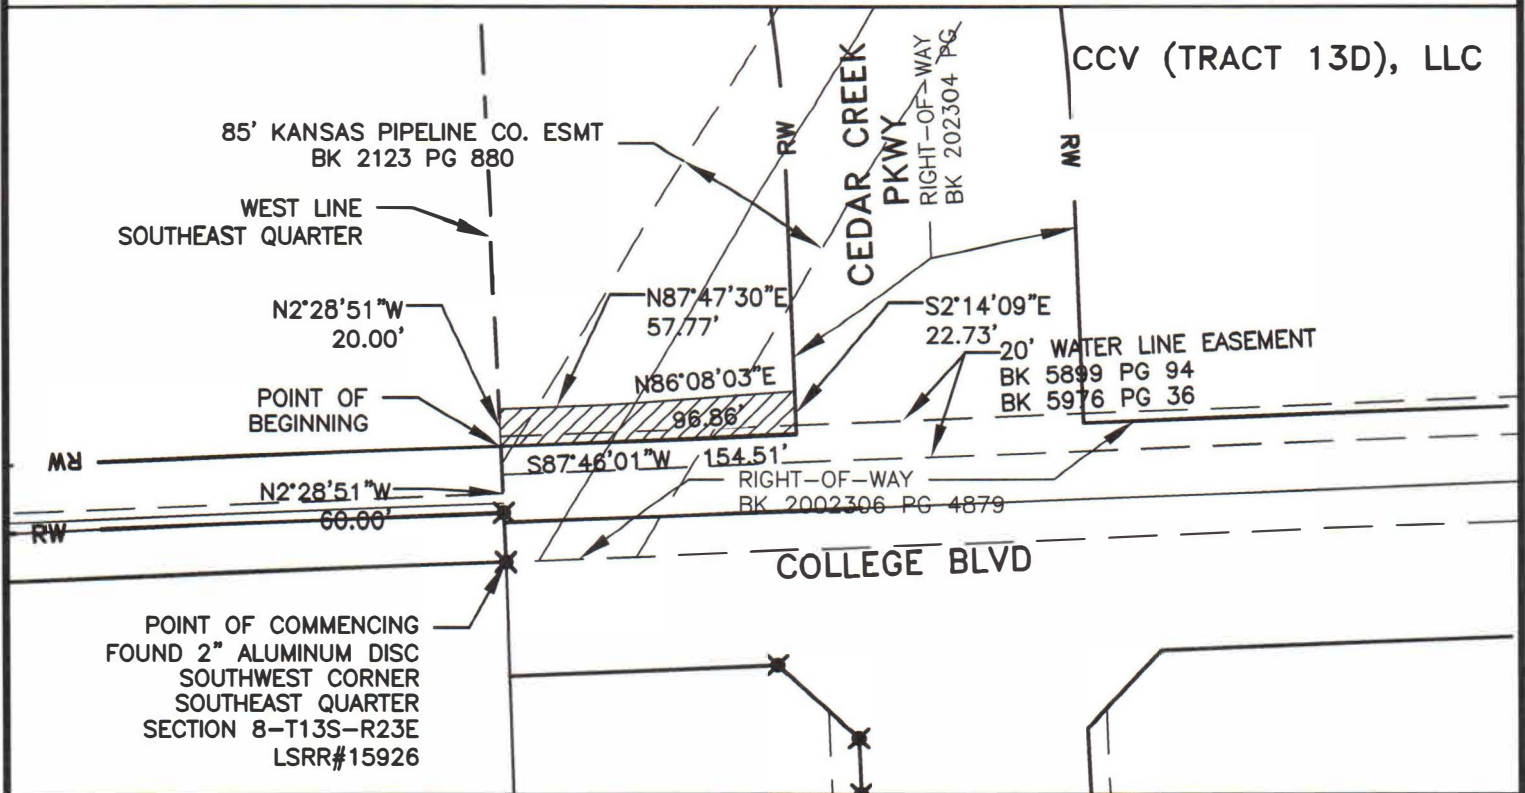 CCV (TRACT 13D), LLC
CEDAR CREEK
PKWY
RIGHT-OF-WAY
BK 202304 PG
RW
RW
85' KANSAS PIPELINE CO. ESMT
BK 2123 PG 880
WEST LINE
SOUTHEAST QUARTER
N2°28'51"W
20.00'
N87°47'30"E
57.77'
S2°14'09"E
22.73'
20' WATER LINE EASEMENT
BK 5899 PG 94
BK 5976 PG 36
N86°08'03"E
96.86'
POINT OF
BEGINNING
RW
S87°46'01"W 154.51'
RIGHT-OF-WAY
BK 2002306 PG 4879
N2°28'51"W
60.00'
RW
COLLEGE BLVD
POINT OF COMMENCING
FOUND 2" ALUMINUM DISC
SOUTHWEST CORNER
SOUTHEAST QUARTER
SECTION 8-T13S-R23E
LSRR#15926